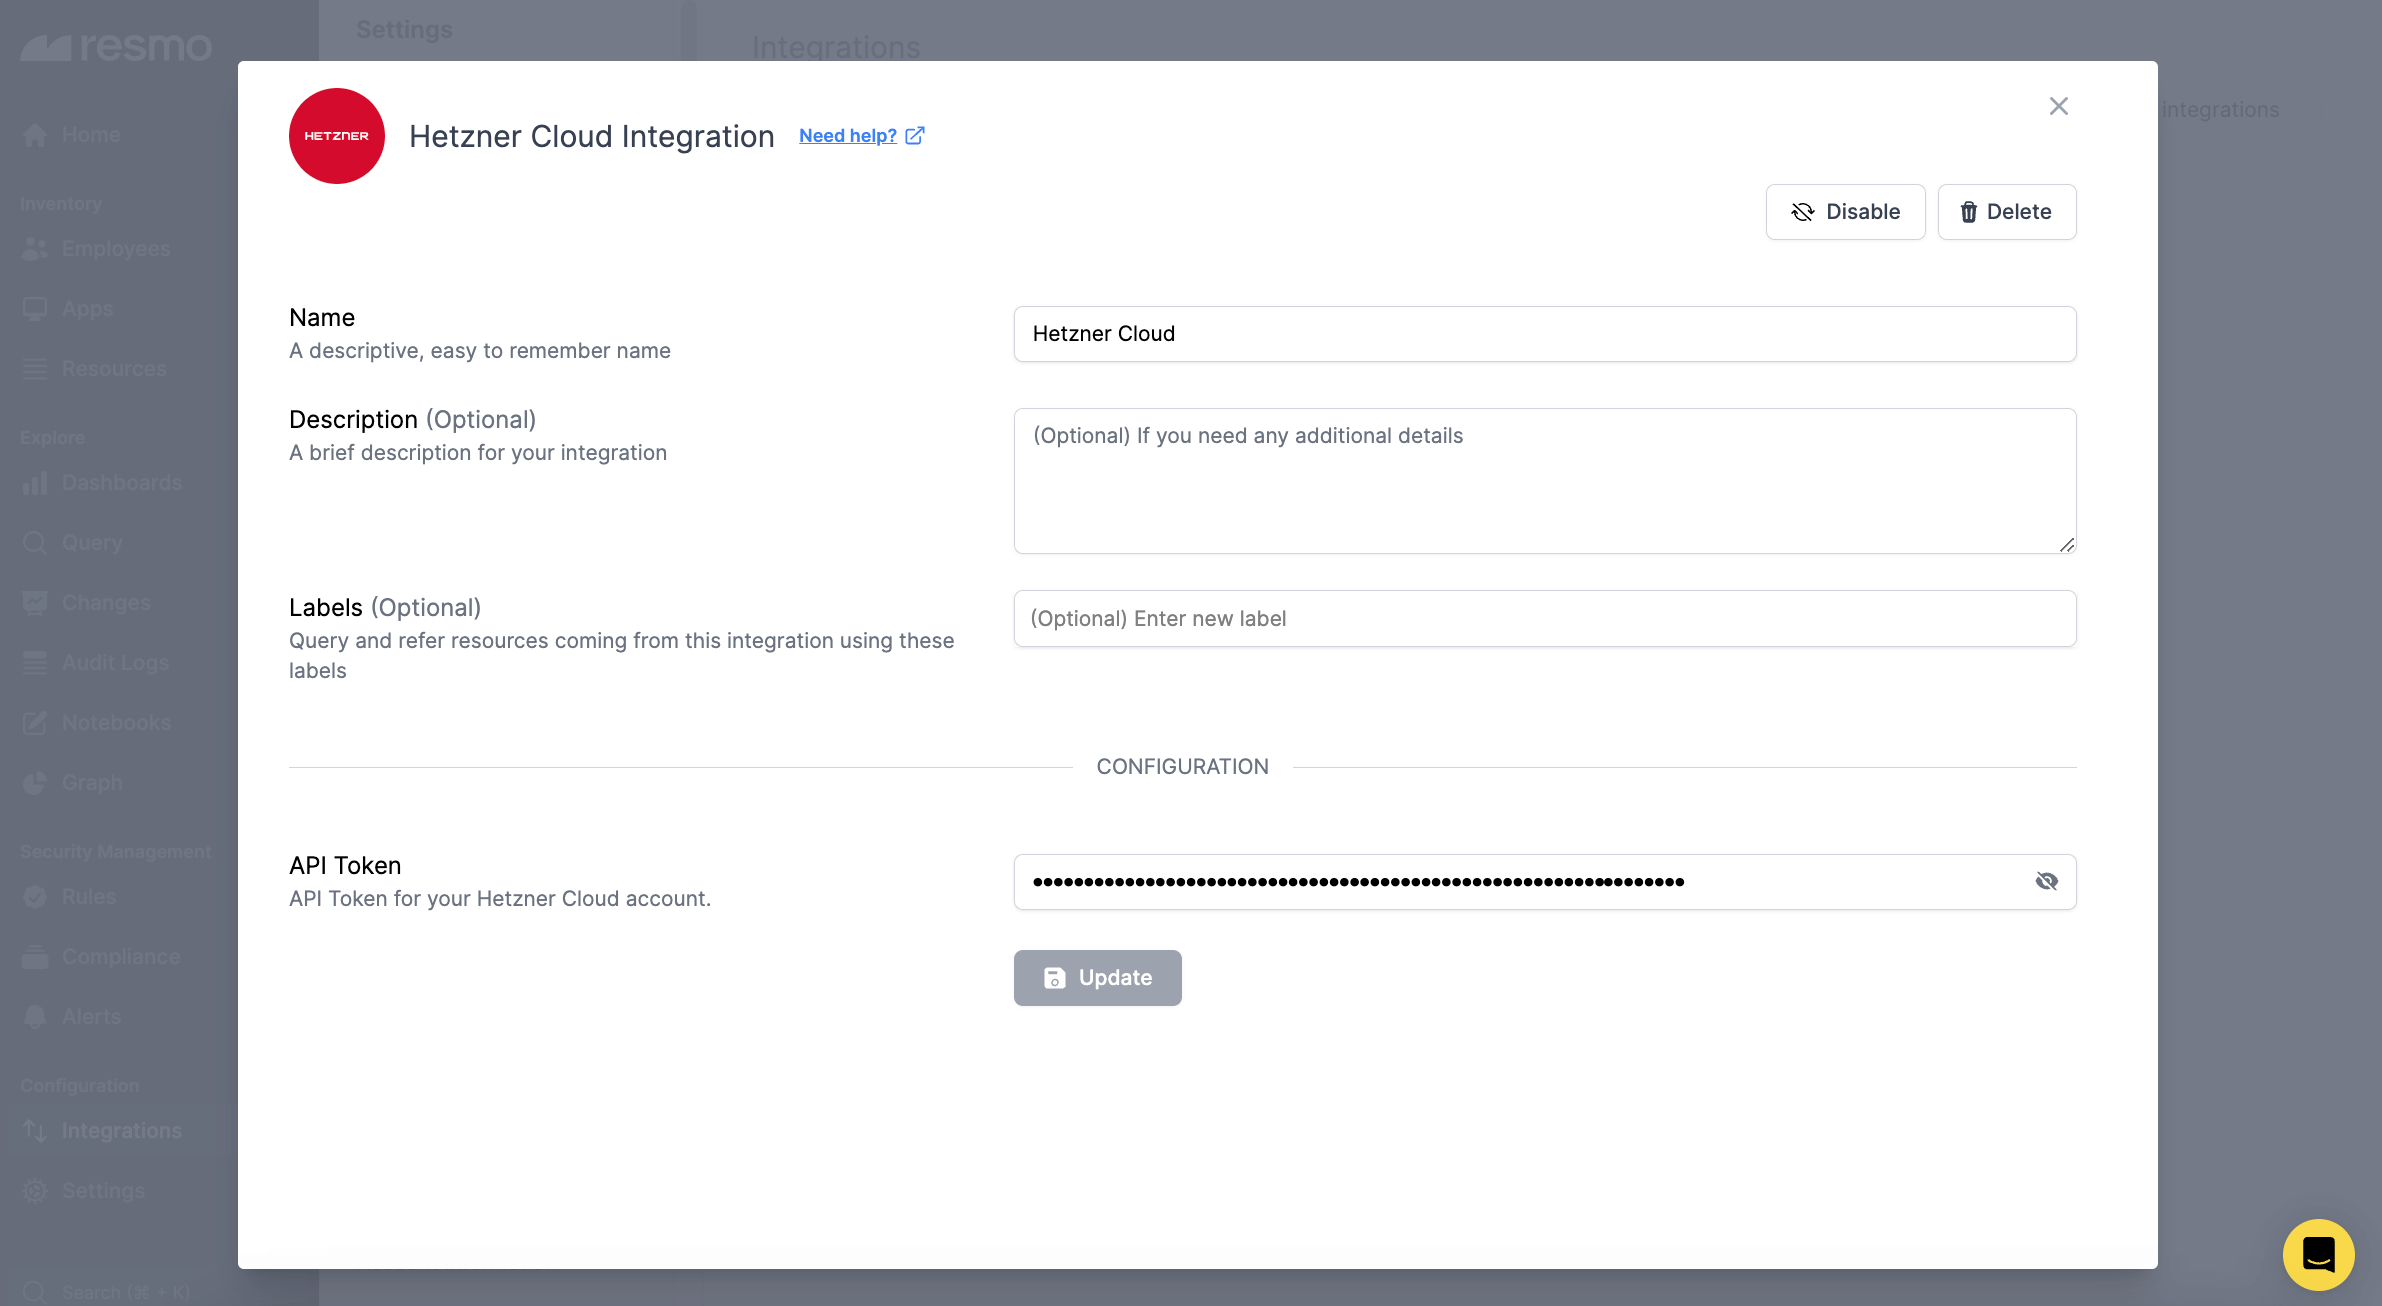 resmo
Settings
Integrations
integrations
Home
Inventory
Employees
Apps
Resources
Explore
Dashboards
Query
Changes
Audit Logs
Notebooks
Graph
Security Management
Rules
Compliance
Alerts
Configuration
Integrations
Settings
Search (⌘ + K)
HETZNER
Hetzner Cloud Integration Need help?
Disable Delete
Name
A descriptive, easy to remember name
Hetzner Cloud
Description (Optional)
A brief description for your integration
(Optional) If you need any additional details
Labels (Optional)
Query and refer resources coming from this integration using these
labels
(Optional) Enter new label
CONFIGURATION
API Token
API Token for your Hetzner Cloud account.
Update